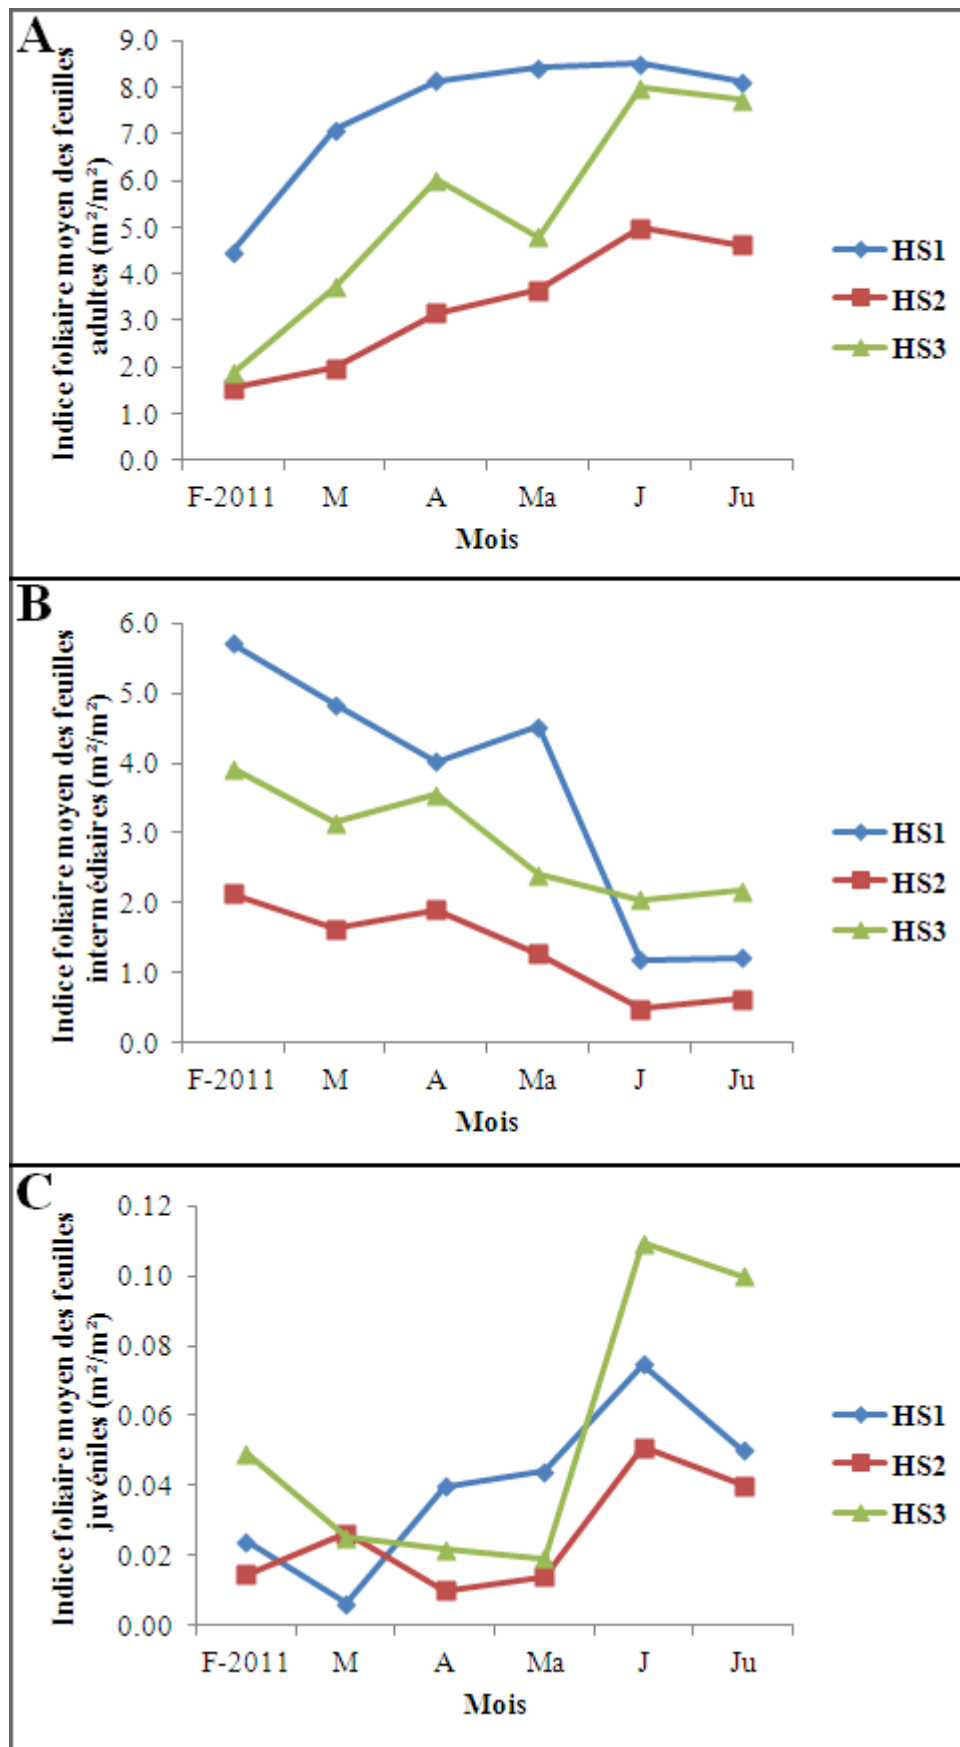 A
Indice foliaire moyen des feuilles
adultes (m²/m²)
9.0
8.0
7.0
6.0
5.0
4.0
3.0
2.0
1.0
0.0
F-2011 M A Ma J Ju
Mois
HS1
HS2
HS3
B
Indice foliaire moyen des feuilles
intermédiaires (m²/m²)
6.0
5.0
4.0
3.0
2.0
1.0
0.0
F-2011 M A Ma J Ju
Mois
HS1
HS2
HS3
C
Indice foliaire moyen des feuilles
juvéniles (m²/m²)
0.12
0.10
0.08
0.06
0.04
0.02
0.00
F-2011 M A Ma J Ju
Mois
HS1
HS2
HS3